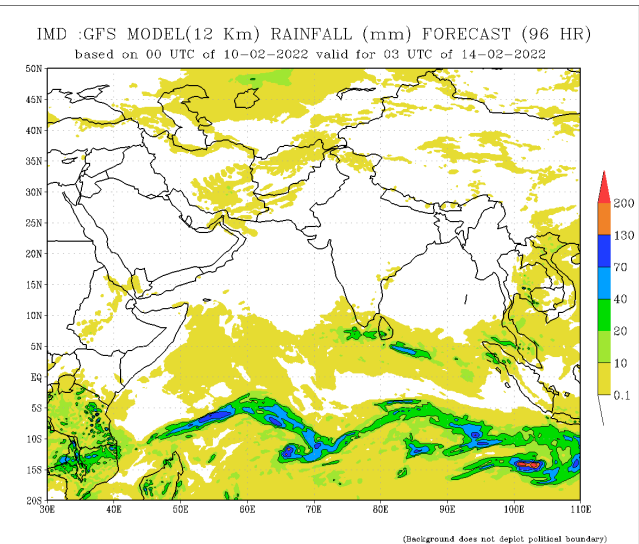 IMD :GFS MODEL(12 Km) RAINFALL (mm) FORECAST (96 HR)
based on 00 UTC of 10-02-2022 valid for 03 UTC of 14-02-2022
50N
45N
40N
35N
30N
25N
20N
15N
10N
5N
EQ
5S
10S
15S
20S
30E 40E 50E 60E 70E 80E 90E 100E 110E
200
130
70
40
20
10
0.1
(Background does not depict political boundary)